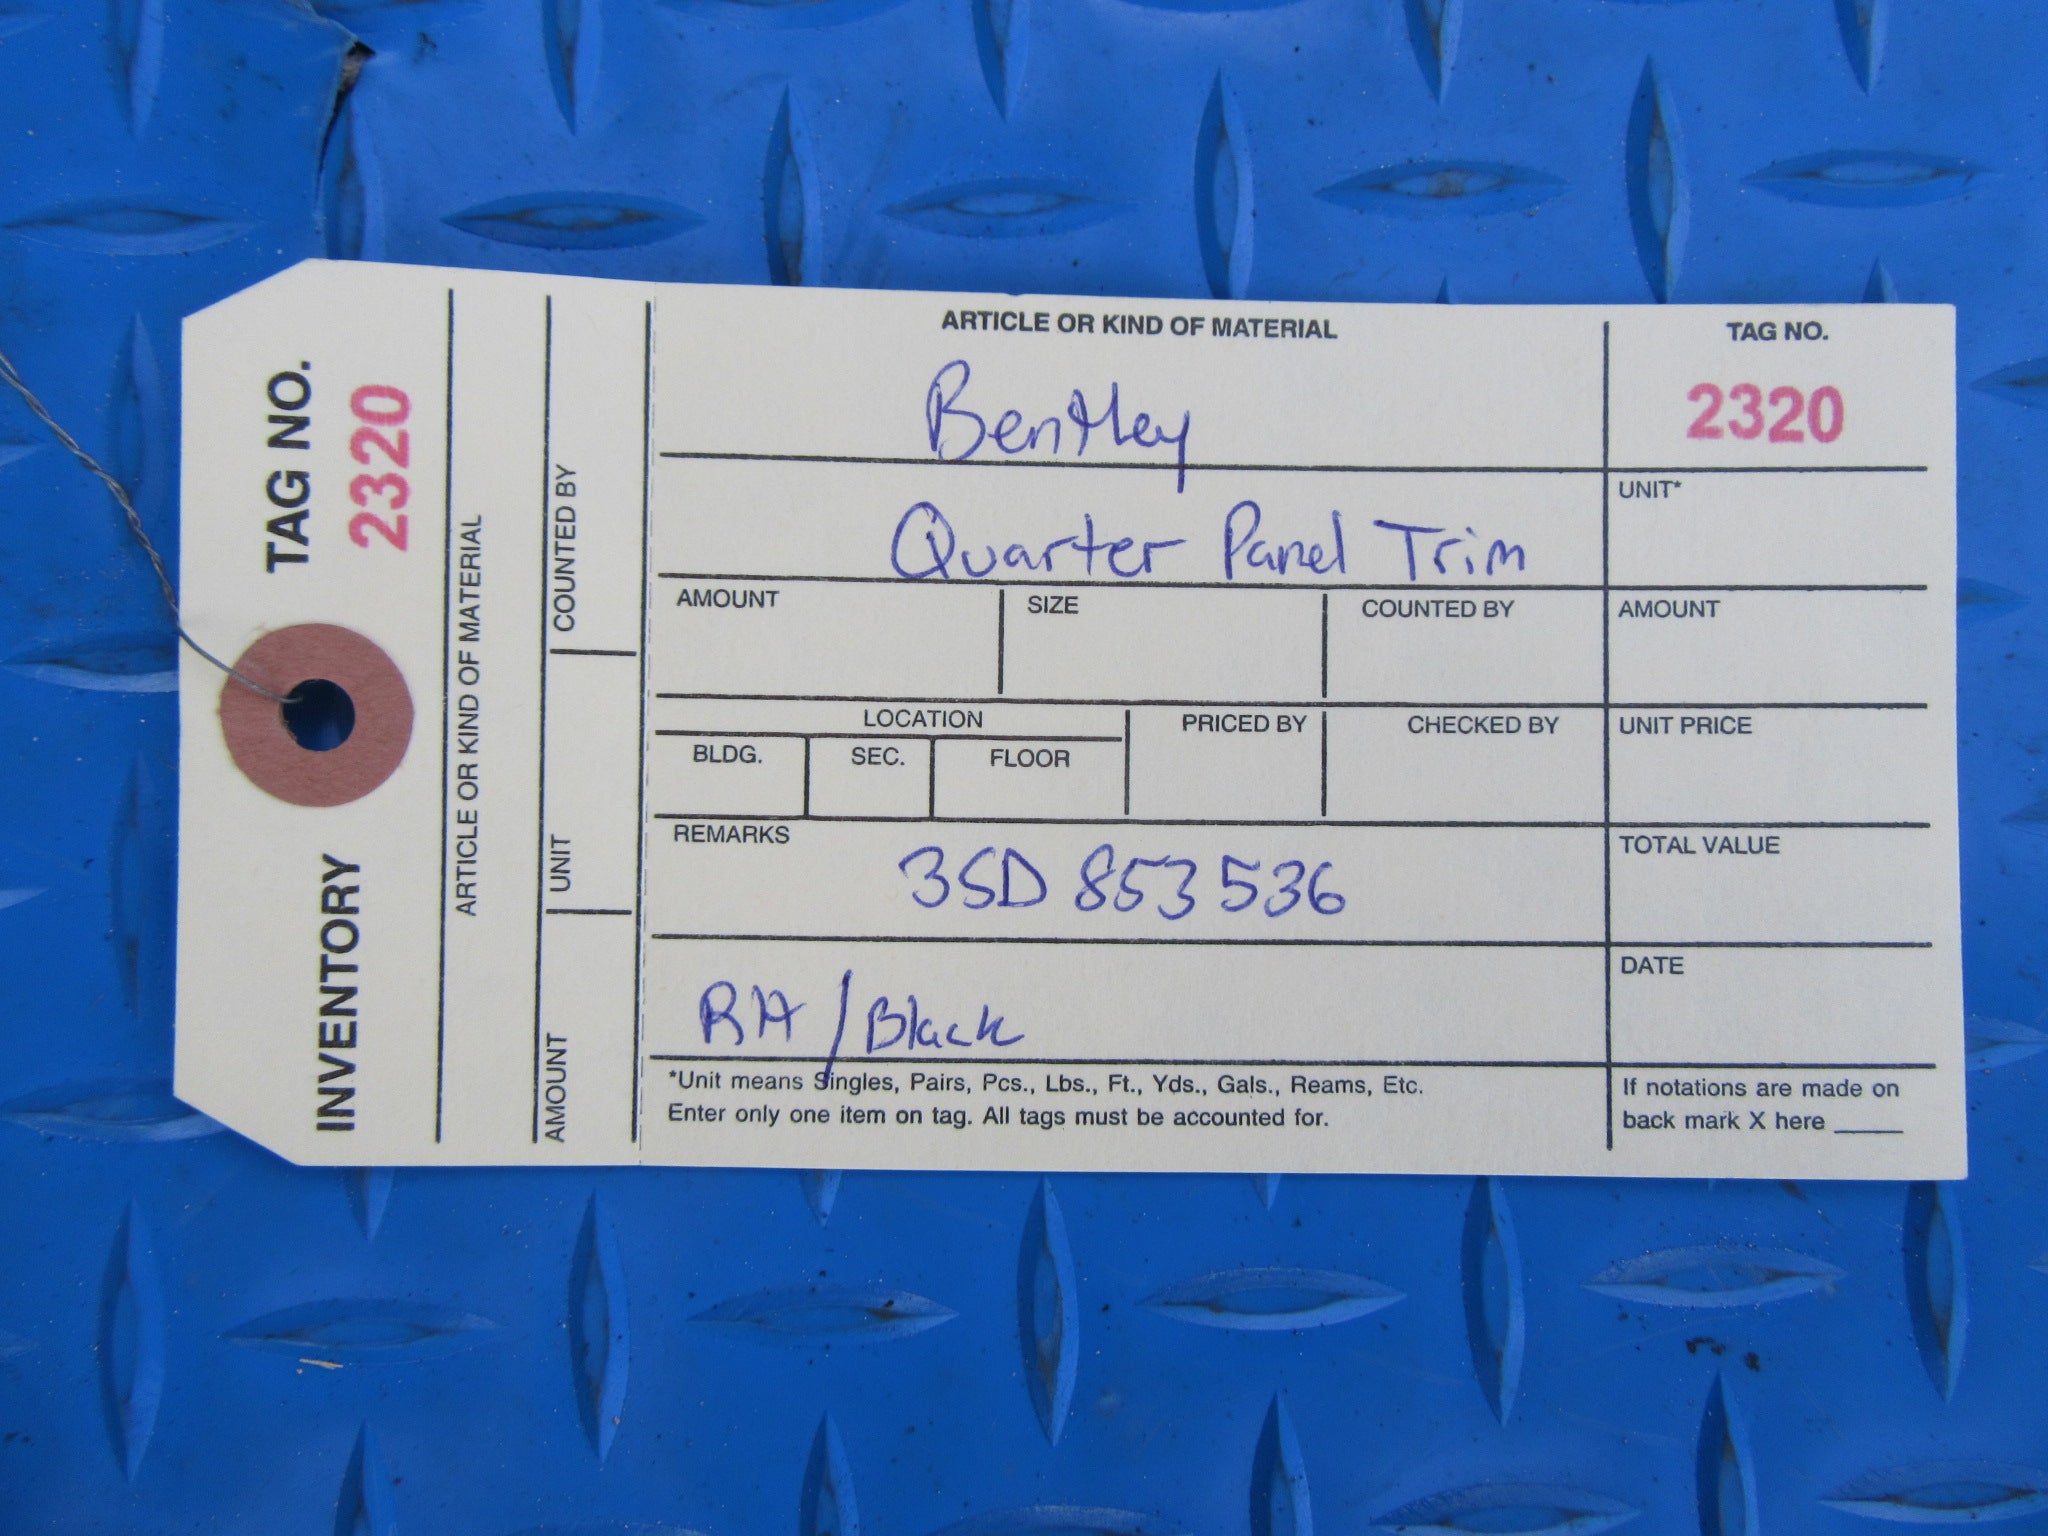 INVENTORY TAG NO.
2320
ARTICLE OR KIND OF MATERIAL
AMOUNT UNIT COUNTED BY
ARTICLE OR KIND OF MATERIAL
TAG NO.
Bentley
2320
Quarter Panel Trim
UNIT*
AMOUNT SIZE COUNTED BY AMOUNT
LOCATION PRICED BY CHECKED BY UNIT PRICE
BLDG. SEC. FLOOR
REMARKS
3SD 853 536
TOTAL VALUE
RH / Black
DATE
*Unit means Singles, Pairs, Pcs., Lbs., Ft., Yds., Gals., Reams, Etc.
Enter only one item on tag. All tags must be accounted for.
If notations are made on
back mark X here ____